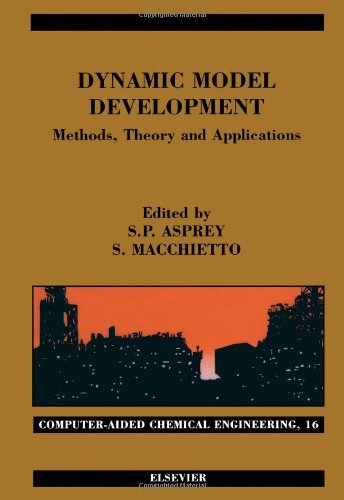 DYNAMIC MODEL
DEVELOPMENT
Methods, Theory and Applications
Edited by
S.P. ASPREY
S. MACCHIETTO
COMPUTER-AIDED CHEMICAL ENGINEERING, 16
ELSEVIER